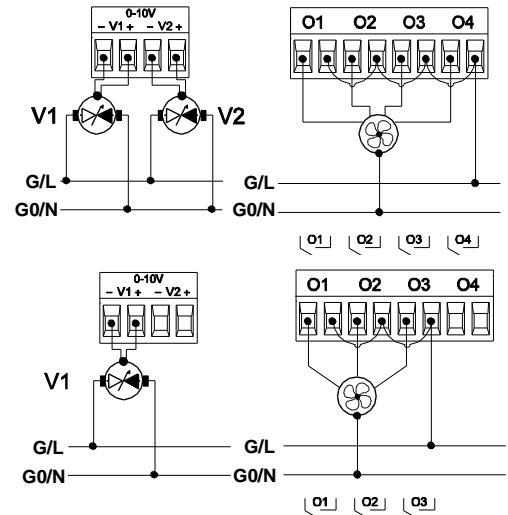 0-10V
– V1 + – V2 +
V1
V2
G/L
G0/N
O1 O2 O3 O4
G/L
G0/N
O1 O2 O3 O4
0-10V
– V1 + – V2 +
V1
G/L
G0/N
O1 O2 O3 O4
G/L
G0/N
O1 O2 O3